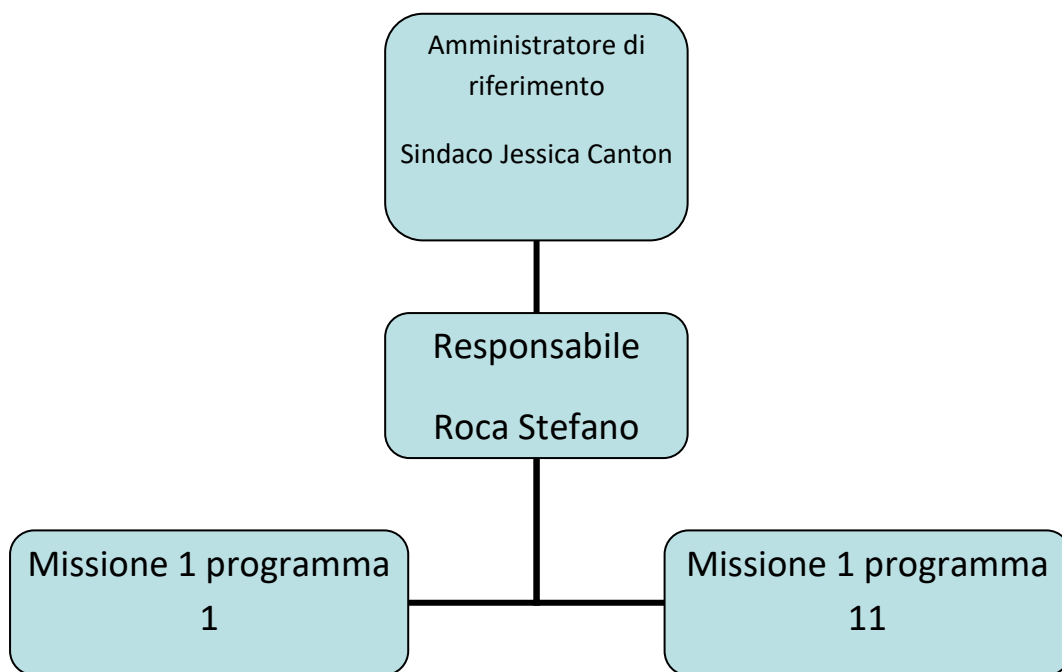 Amministratore di
riferimento
Sindaco Jessica Canton
Responsabile
Roca Stefano
Missione 1 programma
1
Missione 1 programma
11